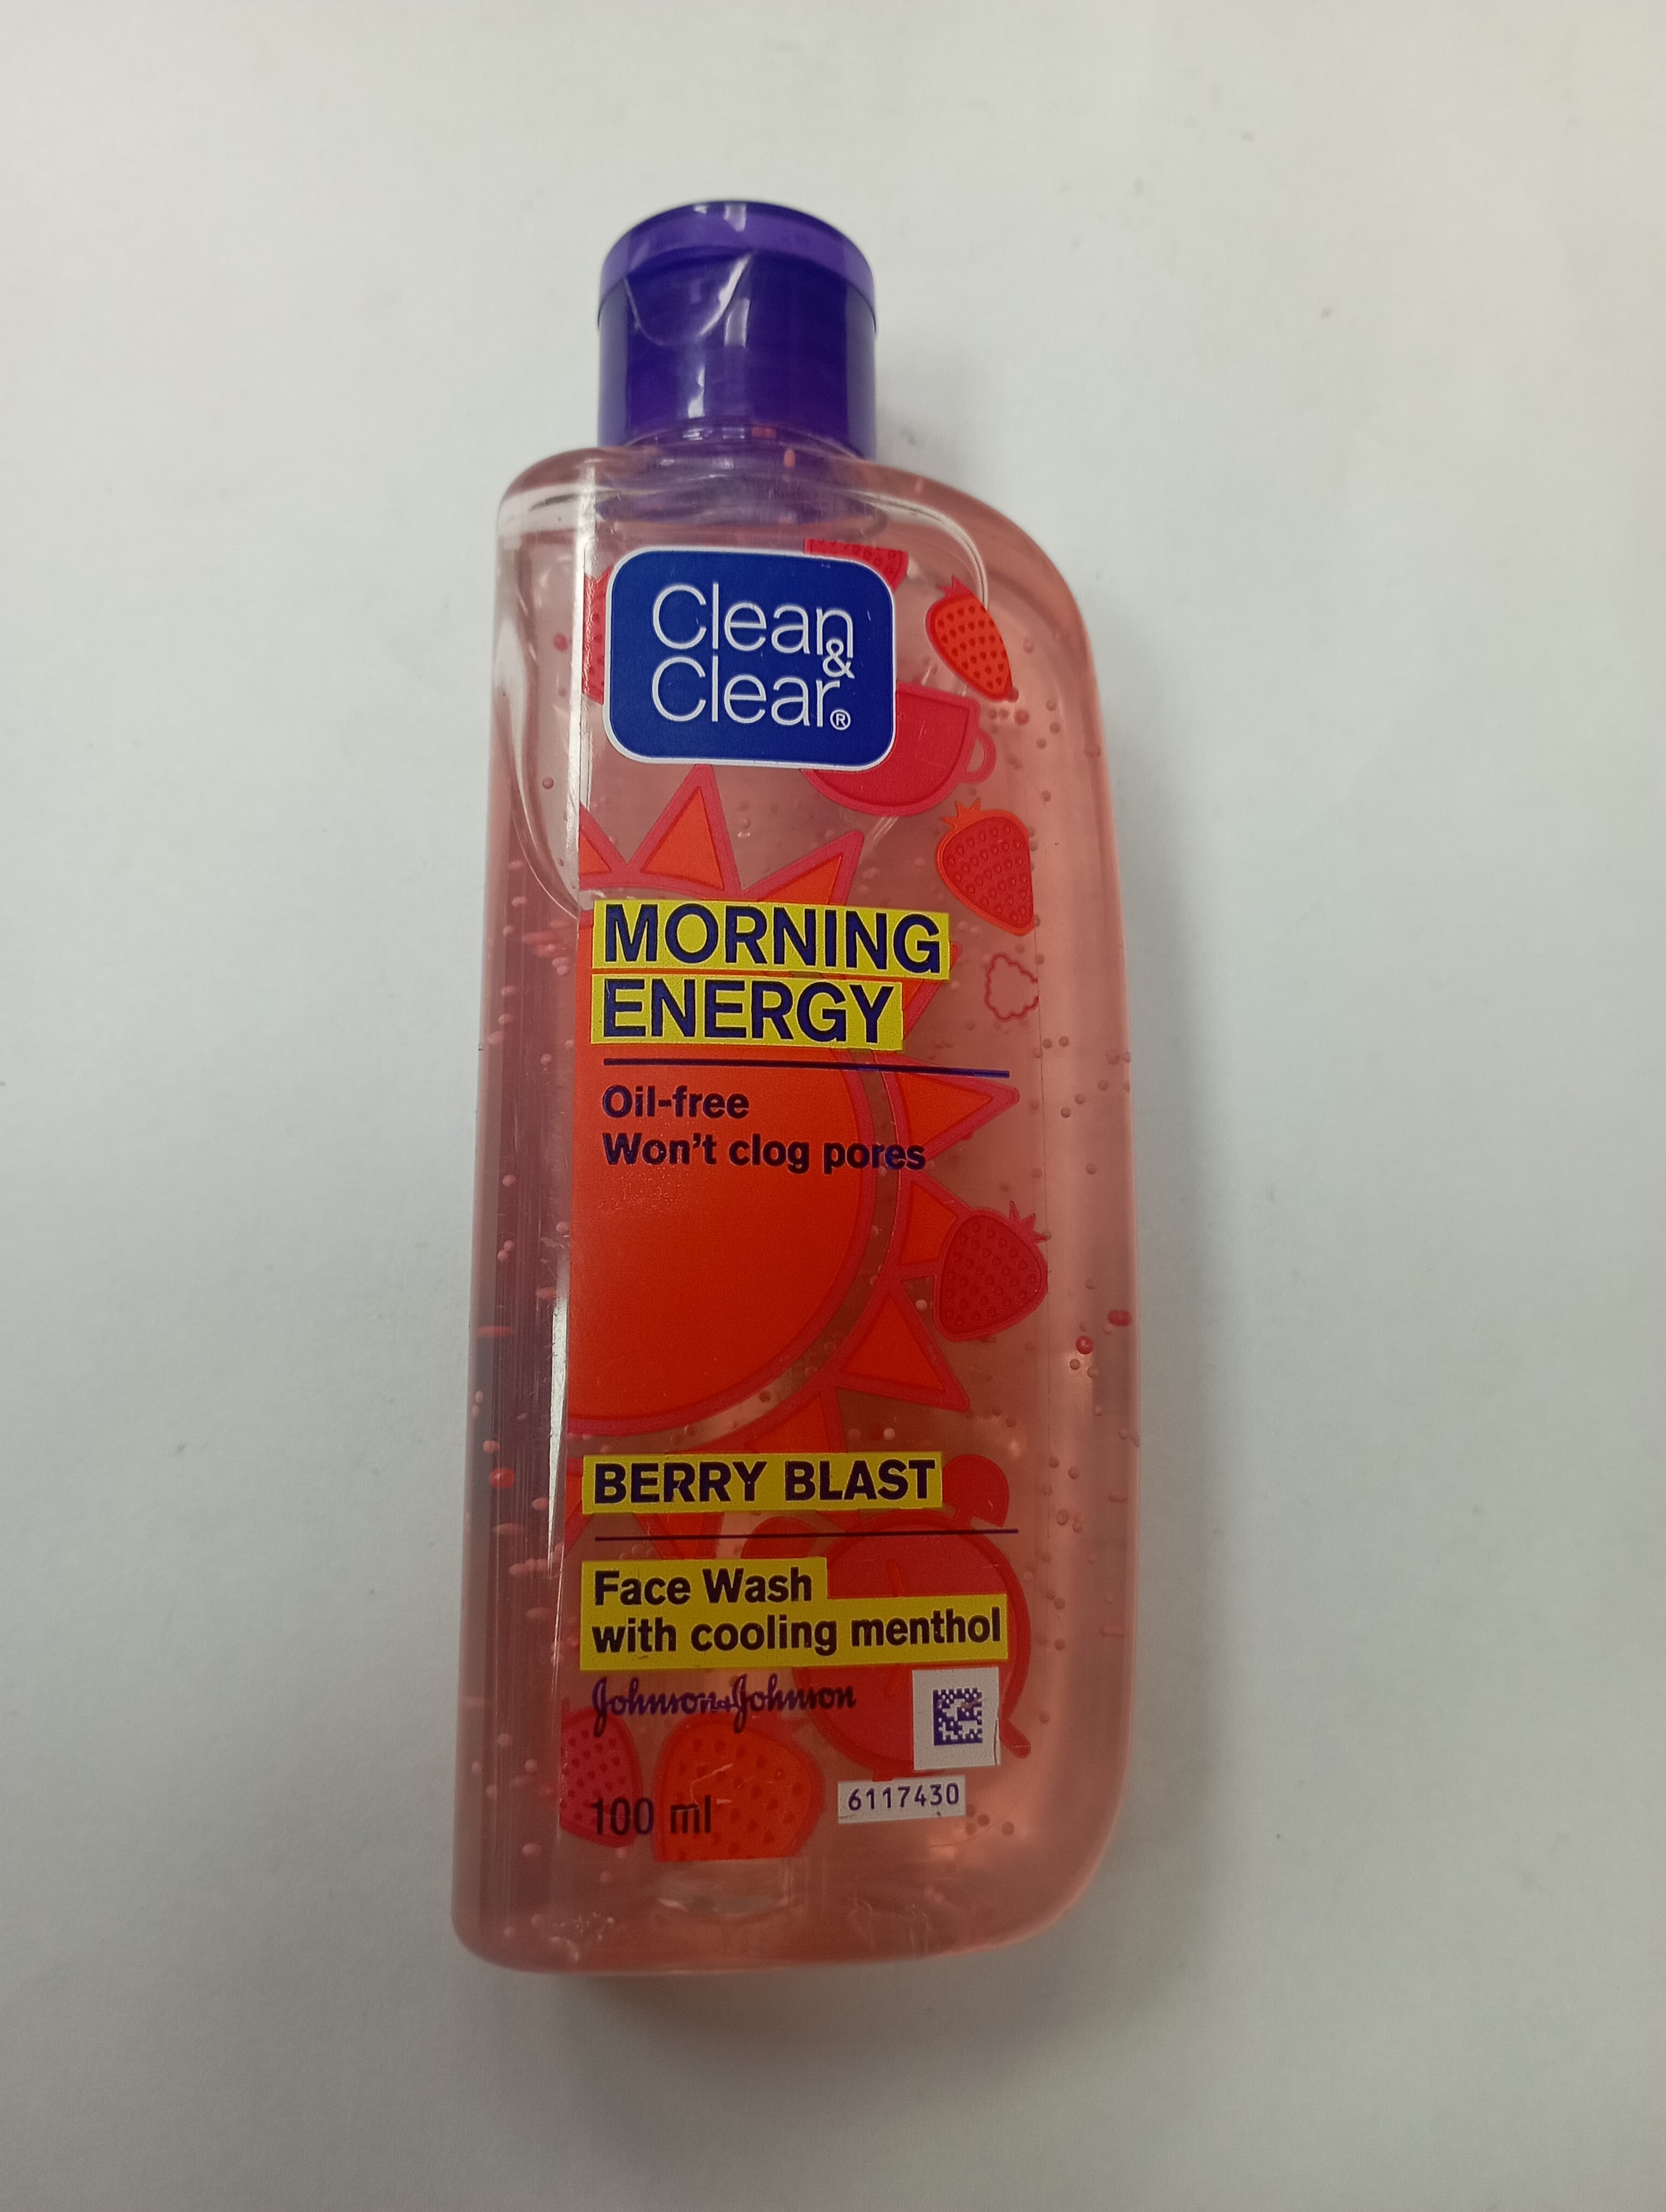 Clean
&
Clear®
MORNING
ENERGY
Oil-free
Won't clog pores
BERRY BLAST
Face Wash
with cooling menthol
Johnson+Johnson
6117430
100 ml